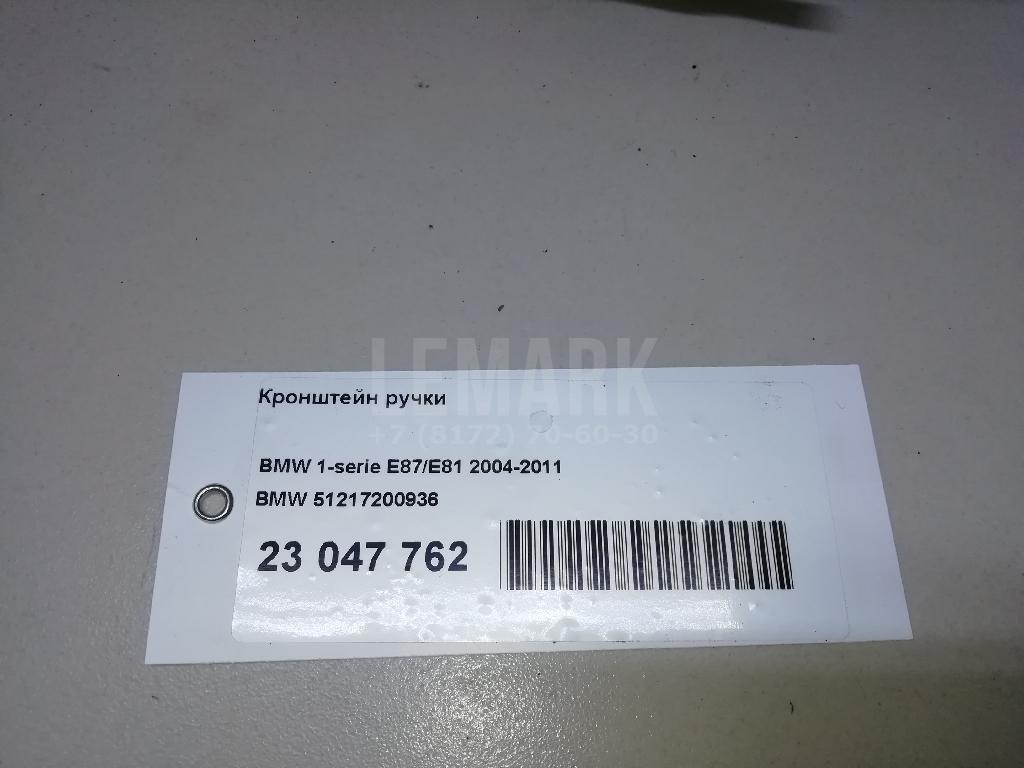 LEMARK
Кронштейн ручки
+7 (8172) 70-60-30
BMW 1-serie E87/E81 2004-2011
BMW 51217200936
23 047 762